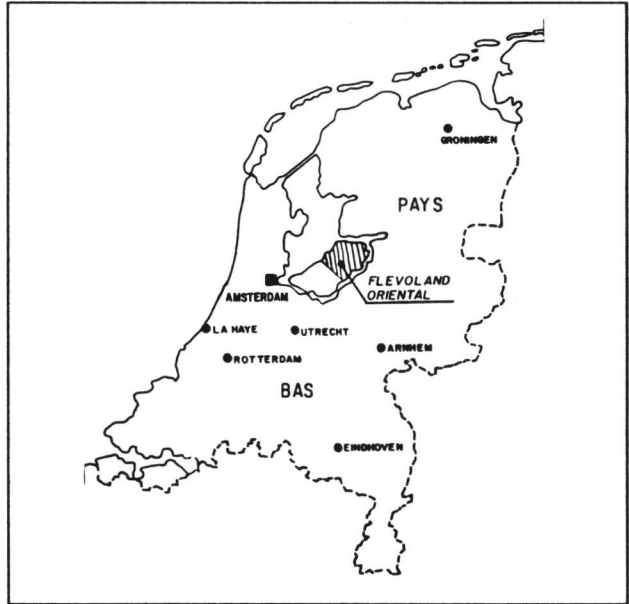 GRONINGEN
PAYS
FLEVOLAND
ORIENTAL
AMSTERDAM
LA HAYE
UTRECHT
ARNHEM
ROTTERDAM
BAS
EINDHOVEN